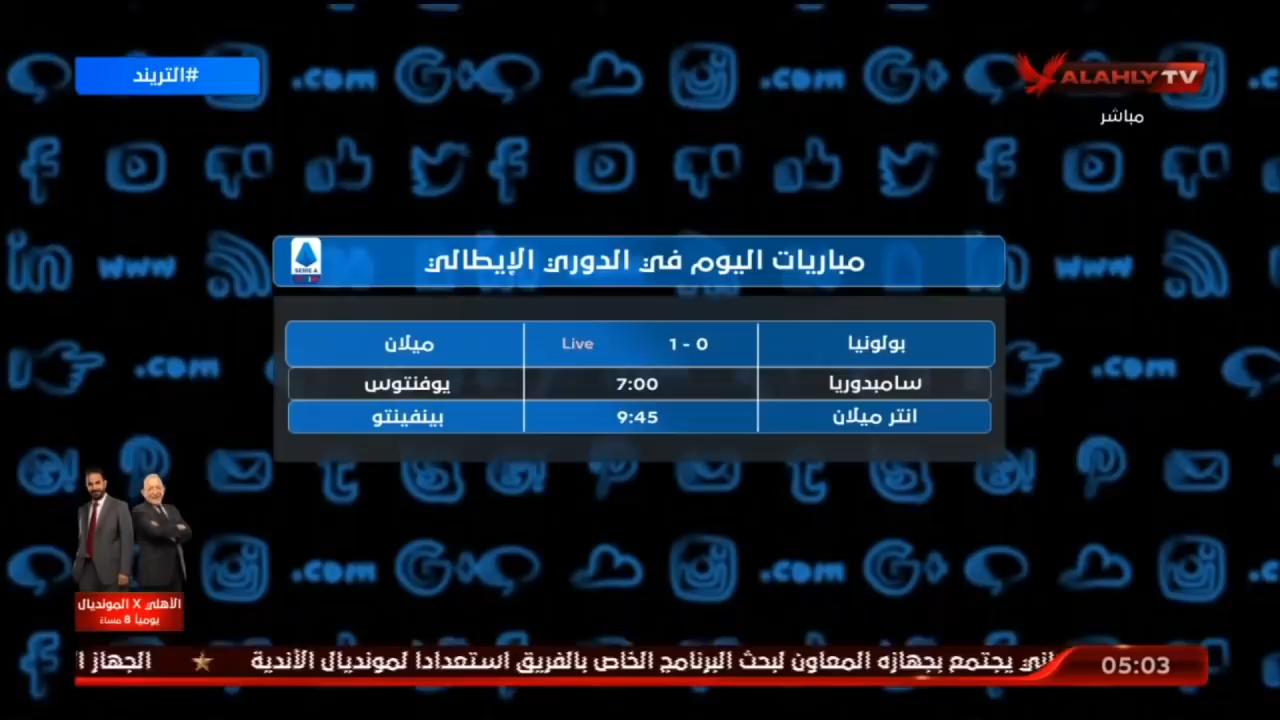 #التريند
ALAHLY TV
مباشر
مباريات اليوم في الدوري الإيطالي
SERIE A
بولونيا 0 - 1 Live ميلان
سامبدوريا 7:00 يوفنتوس
انتر ميلان 9:45 بينفينتو
الأهلي X المونديال
يومياً 8 مساءً
يجتمع بجهازه المعاون لبحث البرنامج الخاص بالفريق استعدادا لمونديال الأندية ★ الجهاز
05:03